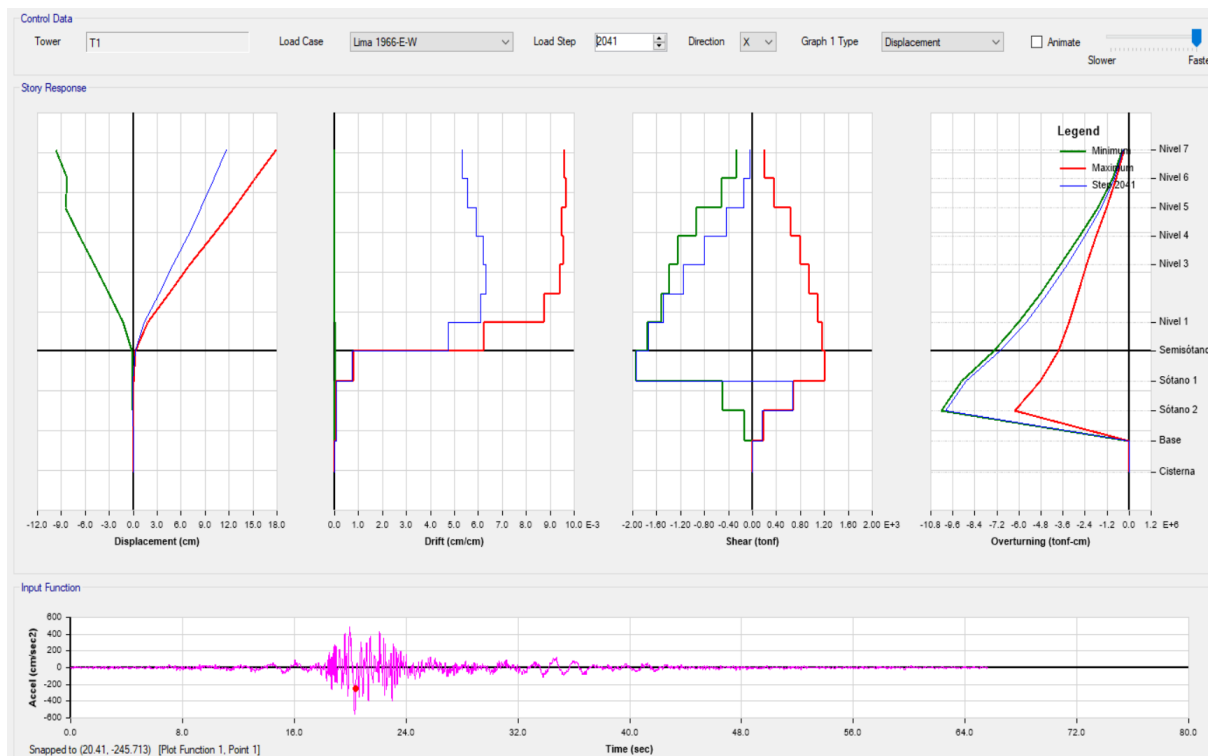 Control Data
Tower T1 Load Case Lima 1966-E-W Load Step 2041 Direction X Graph 1 Type Displacement Animate
Slower Faste
Story Response
Legend
Minimum
Maximum
Step 2041
Nivel 7
Nivel 6
Nivel 5
Nivel 4
Nivel 3
Nivel 1
Semisótano
Sótano 1
Sótano 2
Base
Cisterna
-12.0 -9.0 -6.0 -3.0 0.0 3.0 6.0 9.0 12.0 15.0 18.0
Displacement (cm)
0.0 1.0 2.0 3.0 4.0 5.0 6.0 7.0 8.0 9.0 10.0 E-3
Drift (cm/cm)
-2.00 -1.60 -1.20 -0.80 -0.40 0.00 0.40 0.80 1.20 1.60 2.00 E+3
Shear (tonf)
-10.8 -9.6 -8.4 -7.2 -6.0 -4.8 -3.6 -2.4 -1.2 0.0 1.2 E+6
Overturning (tonf-cm)
Input Function
Accel (cm/sec2)
600
400
200
0
-200
-400
-600
0.0 8.0 16.0 24.0 32.0 40.0 48.0 56.0 64.0 72.0 80.0
Time (sec)
Snapped to (20.41, -245.713) [Plot Function 1, Point 1]